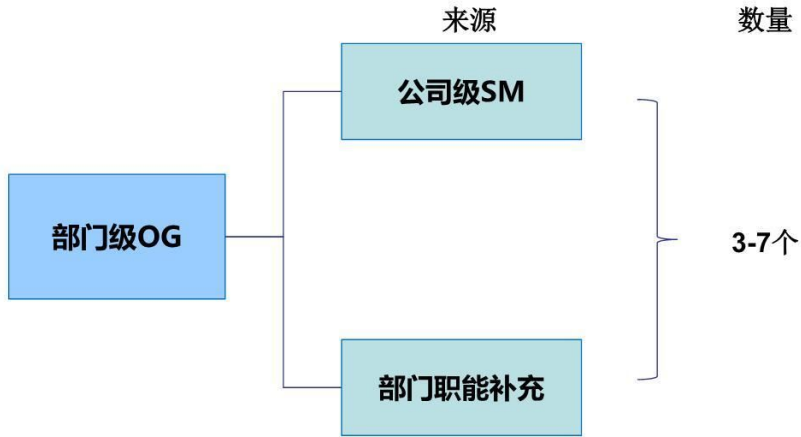 来源
数量
公司级SM
部门级OG
3-7个
部门职能补充